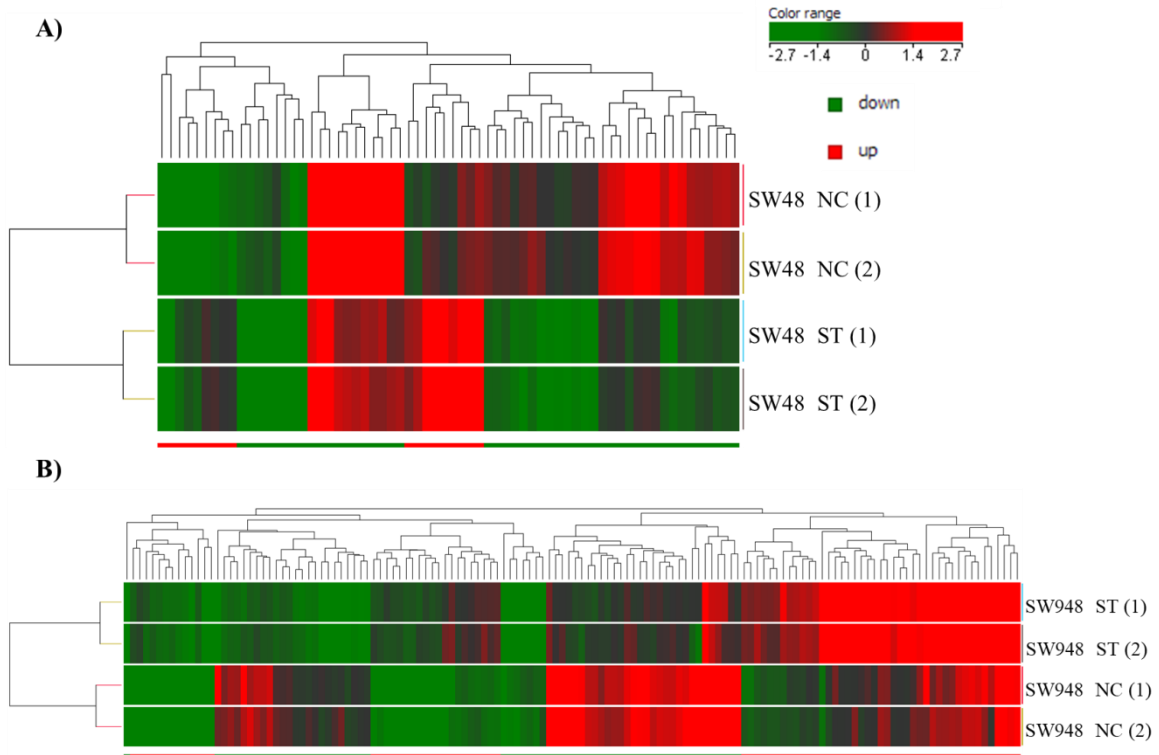 A)
Color range
-2.7 -1.4 0 1.4 2.7
down
up
SW48 NC (1)
SW48 NC (2)
SW48 ST (1)
SW48 ST (2)
B)
SW948 ST (1)
SW948 ST (2)
SW948 NC (1)
SW948 NC (2)